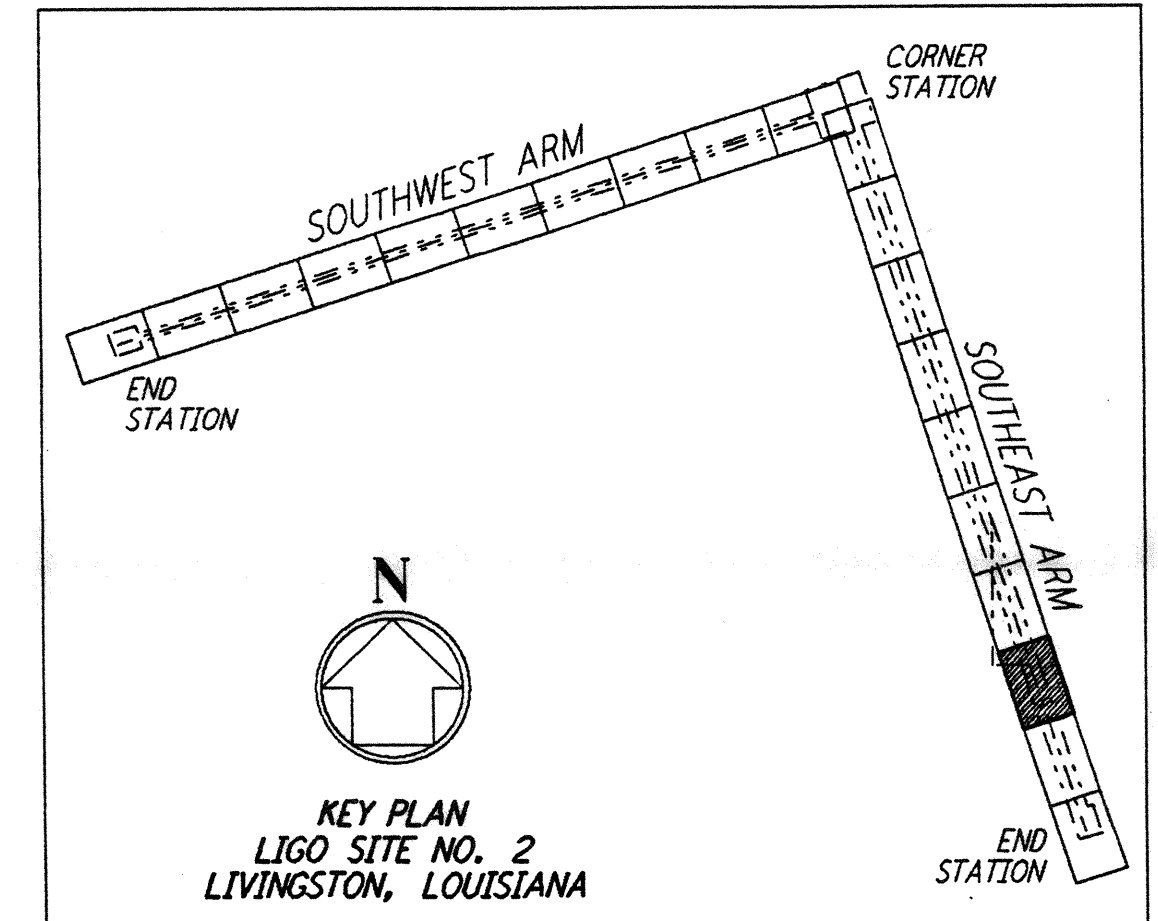 CORNER
STATION
SOUTHWEST ARM
END
STATION
SOUTHEAST ARM
N
KEY PLAN
LIGO SITE NO. 2
LIVINGSTON, LOUISIANA
END
STATION